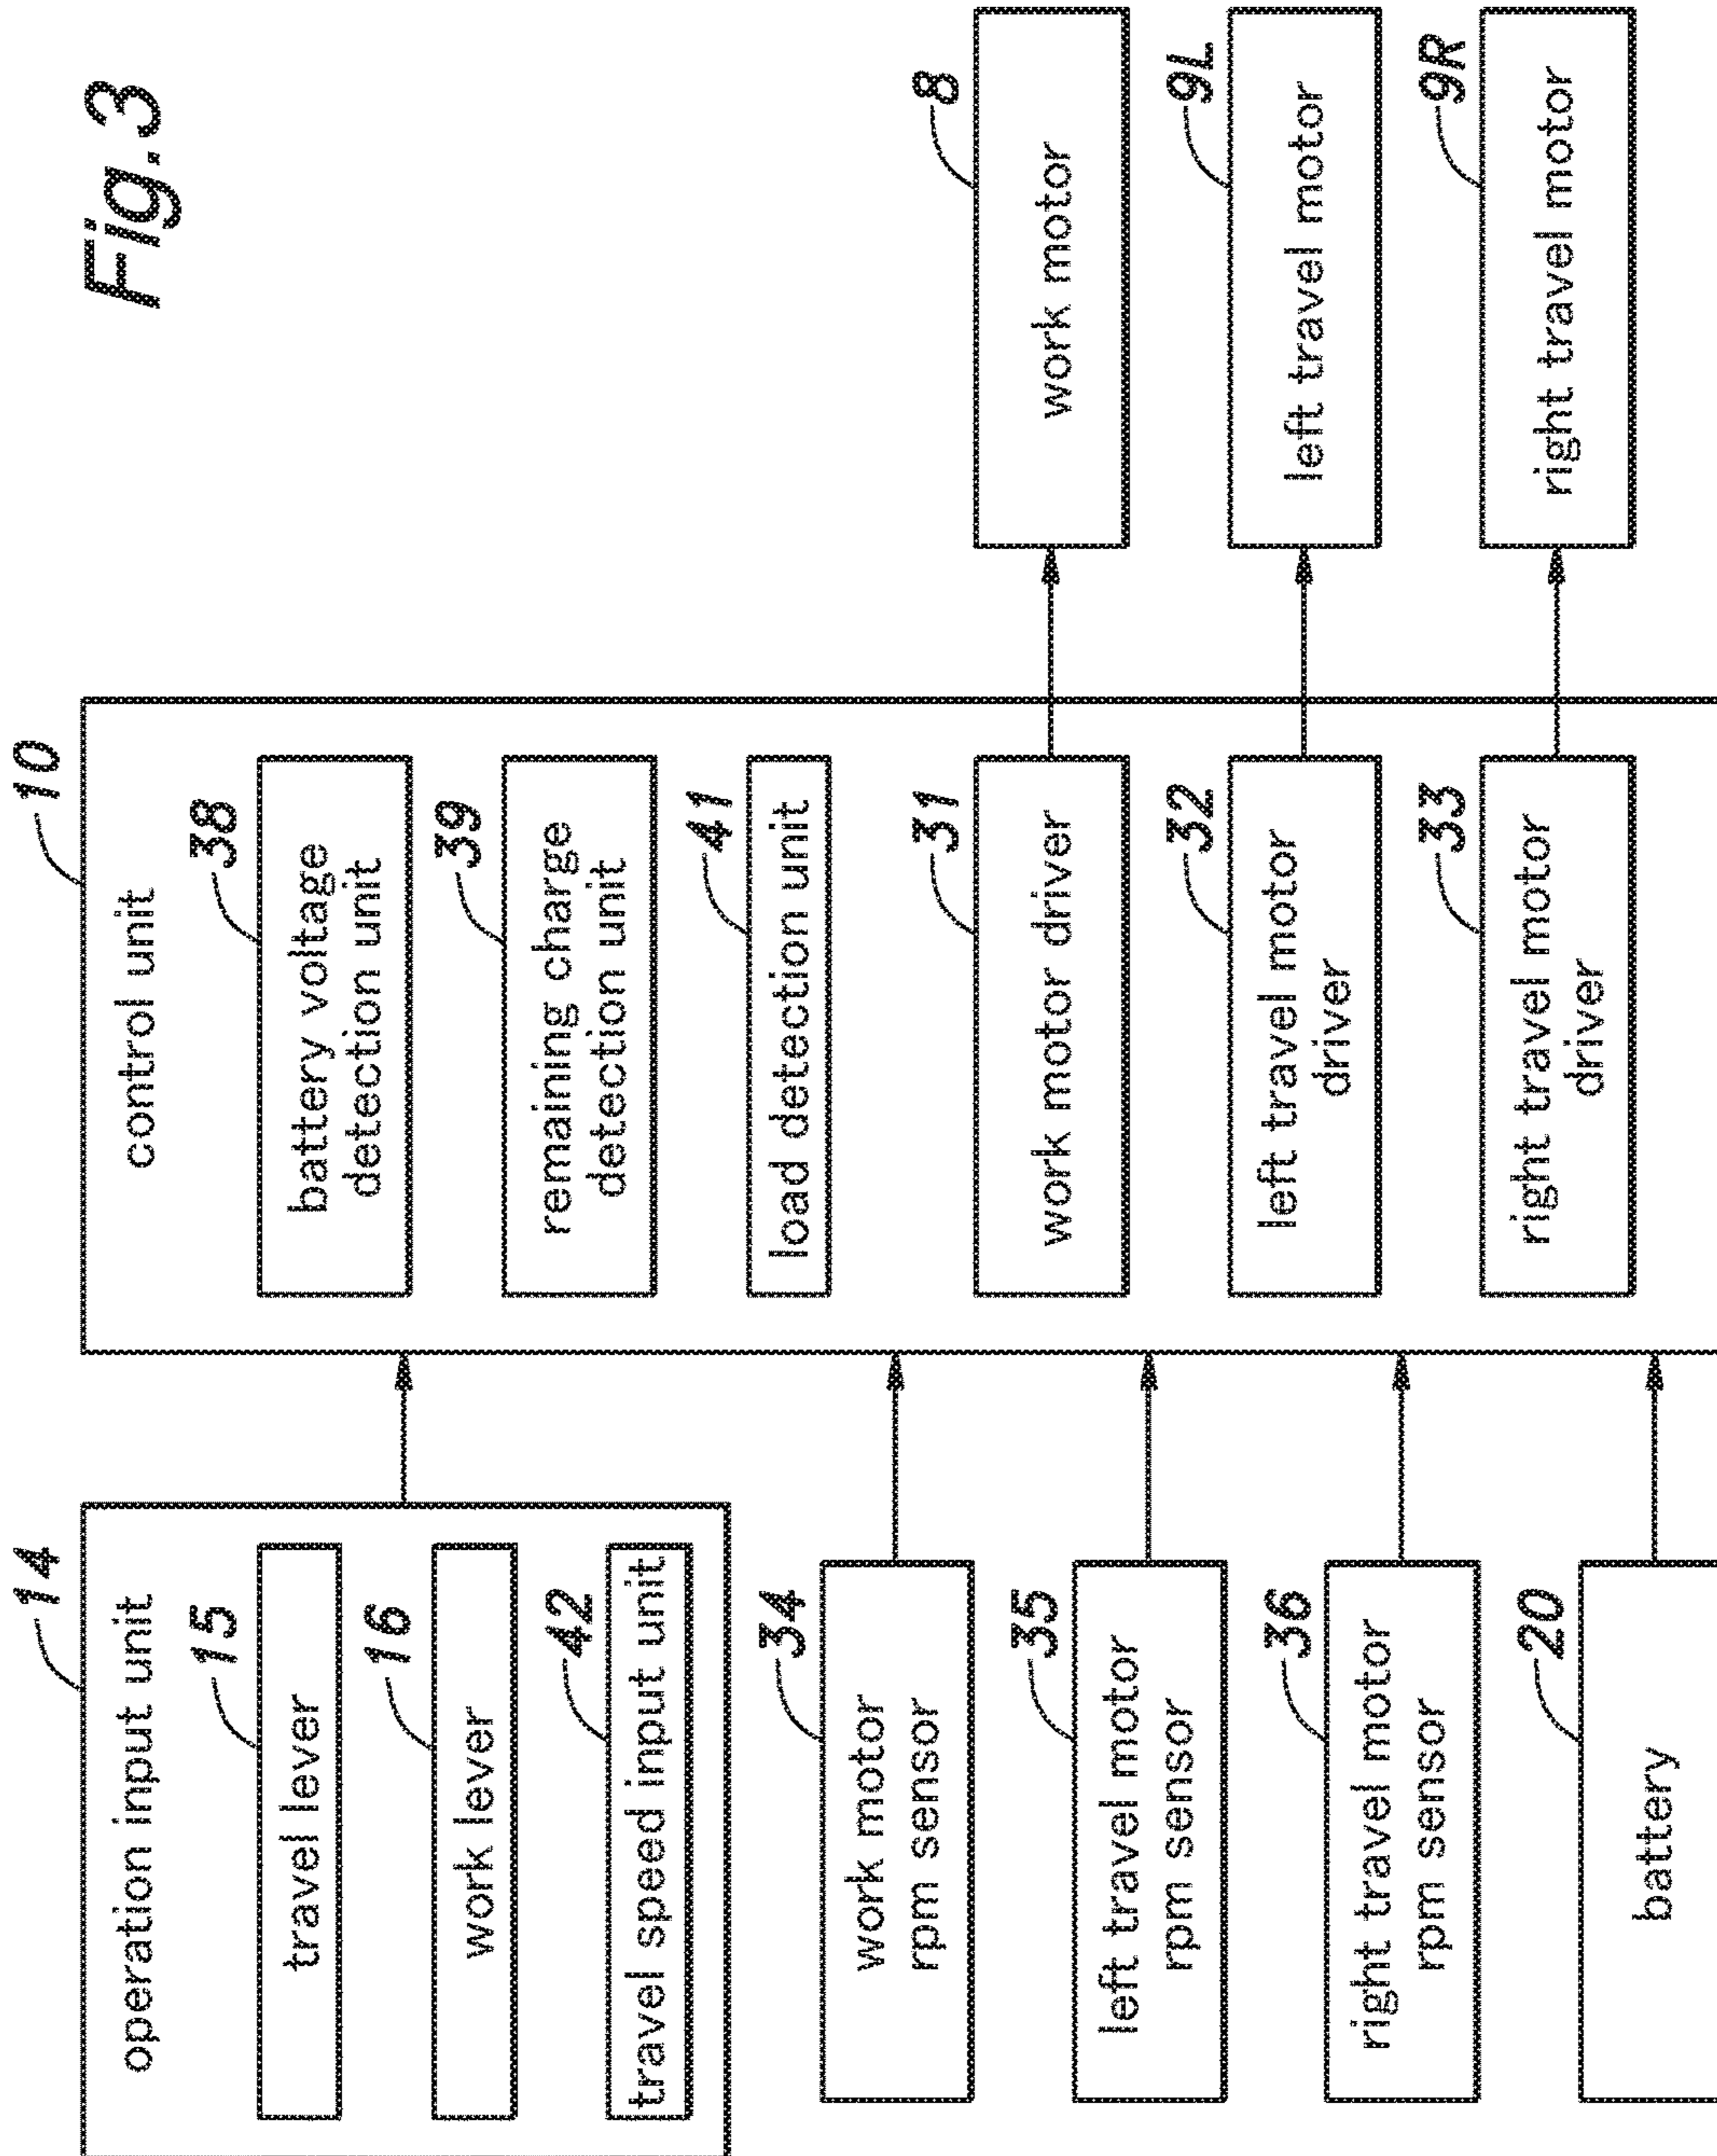 Fig.3
14
operation input unit
15
travel lever
16
work lever
42
travel speed input unit
34
work motor
rpm sensor
35
left travel motor
rpm sensor
36
right travel motor
rpm sensor
20
battery
10
control unit
38
battery voltage
detection unit
39
remaining charge
detection unit
41
load detection unit
31
work motor driver
32
left travel motor
driver
33
right travel motor
driver
8
work motor
9L
left travel motor
9R
right travel motor